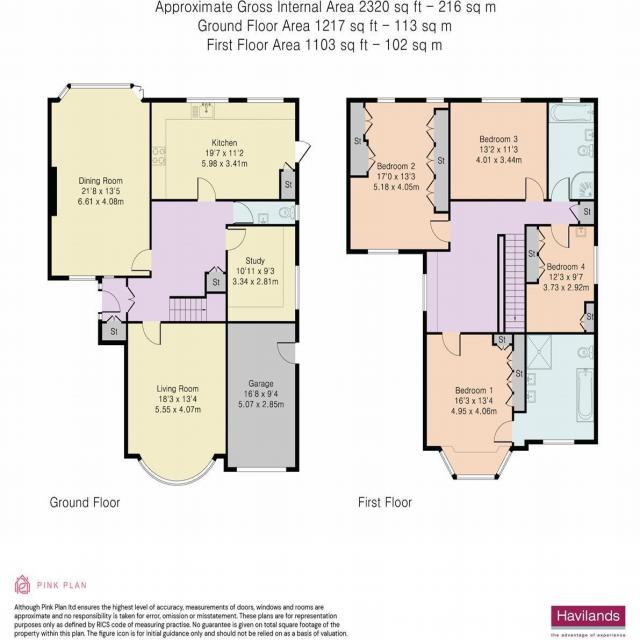 Approximate Gross Internal Area 2320 sq ft - 216 sq m
Ground Floor Area 1217 sq ft - 113 sq m
First Floor Area 1103 sq ft - 102 sq m
Kitchen
19'7 x 11'2
5.98 x 3.41m
Dining Room
21'8 x 13'5
6.61 x 4.08m
St
Study
10'11 x 9'3
3.34 x 2.81m
St
St
Living Room
18'3 x 13'4
5.55 x 4.07m
Garage
16'8 x 9'4
5.07 x 2.85m
Ground Floor
St
St
Bedroom 2
17'0 x 13'3
5.18 x 4.05m
Bedroom 3
13'2 x 11'3
4.01 x 3.44m
St
St
Bedroom 4
12'3 x 9'7
3.73 x 2.92m
St
St
St
Bedroom 1
16'3 x 13'4
4.95 x 4.06m
First Floor
PINK PLAN
Although Pink Plan ltd ensures the highest level of accuracy, measurements of doors, windows and rooms are
approximate and no responsibility is taken for error, omission or misstatement. These plans are for representation
purposes only as defined by RICS code of measuring practise. No guarantee is given on total square footage of the
property within this plan. The figure icon is for initial guidance only and should not be relied on as a basis of valuation.
Havilands
the advantage of experience